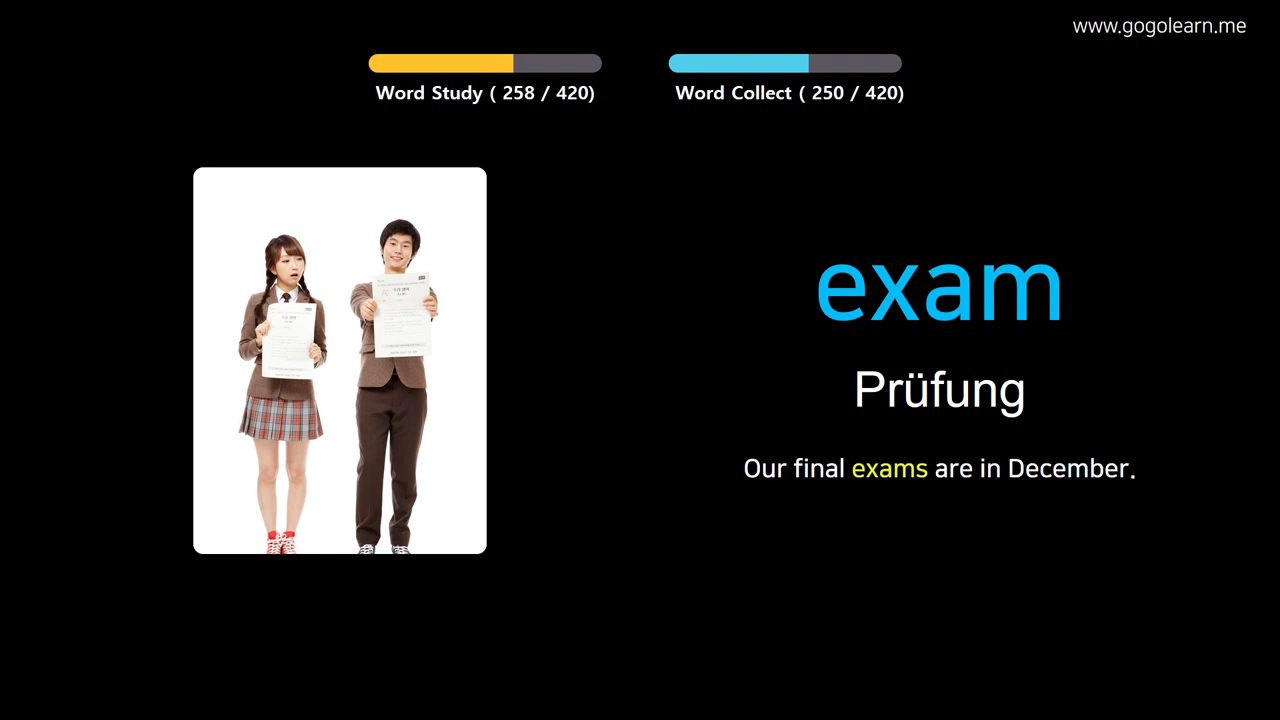 www.gogolearn.me
Word Study ( 258 / 420)
Word Collect ( 250 / 420)
exam
Prüfung
Our final exams are in December.